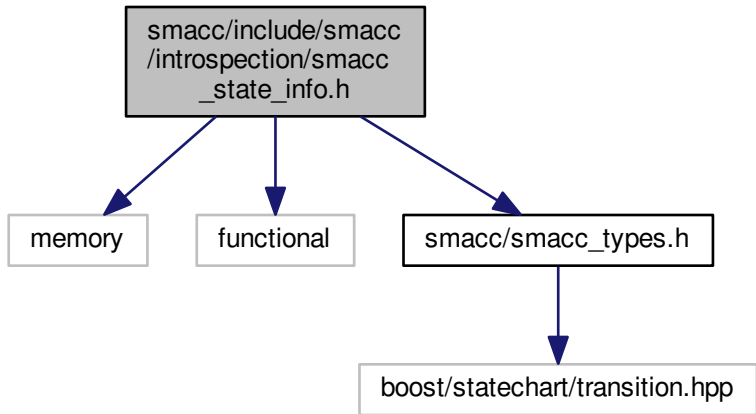 smacc/include/smacc
/introspection/smacc
_state_info.h
memory
functional
smacc/smacc_types.h
boost/statechart/transition.hpp